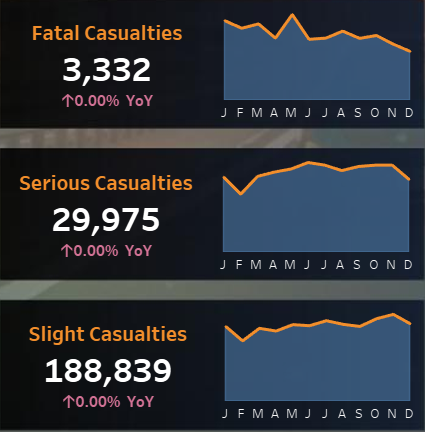 Fatal Casualties
3,332
↑0.00% YoY
J F M A M J J A S O N D
Serious Casualties
29,975
↑0.00% YoY
J F M A M J J A S O N D
Slight Casualties
188,839
↑0.00% YoY
J F M A M J J A S O N D